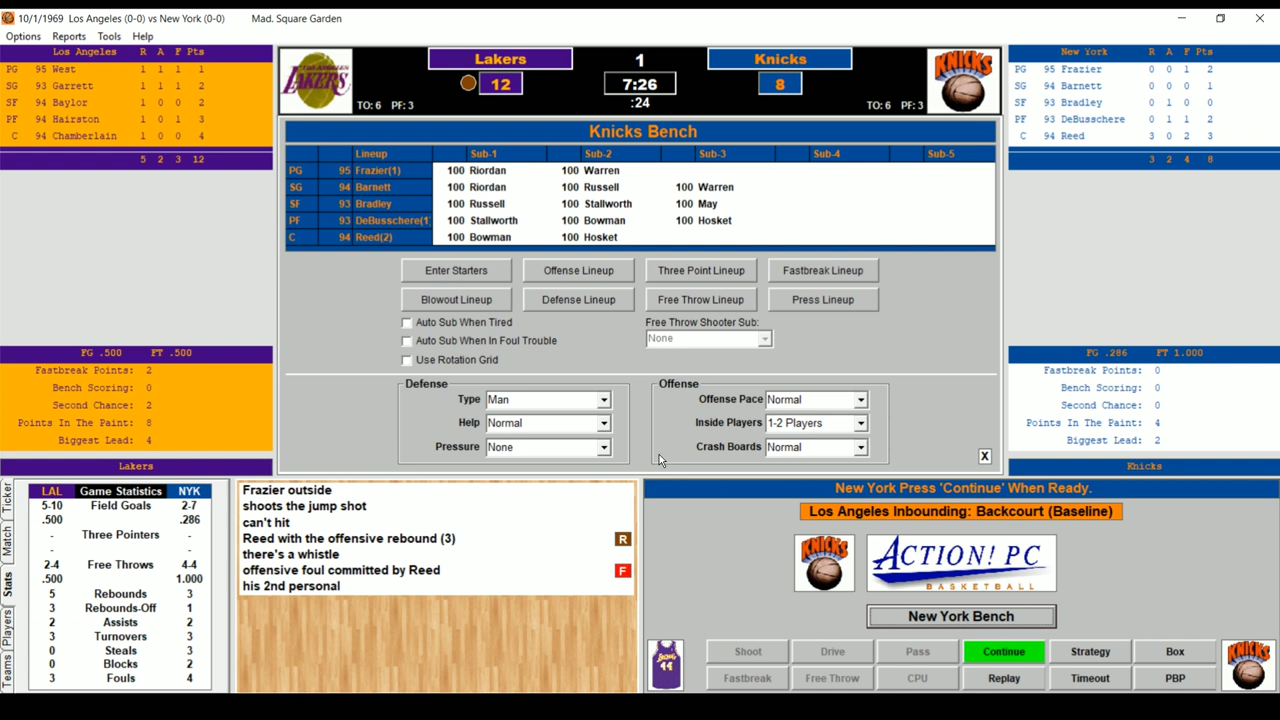 10/1/1969 Los Angeles (0-0) vs New York (0-0) Mad. Square Garden
Options Reports Tools Help
Los Angeles R A F Pts
PG 95 West 1 1 1 1
SG 93 Garrett 1 1 1 2
SF 94 Baylor 1 0 0 2
PF 94 Hairston 1 0 1 3
C 94 Chamberlain 1 0 0 4
5 2 3 12
LAKERS
Lakers
12
TO: 6 PF: 3
1
7:26
:24
Knicks
8
TO: 6 PF: 3
KNICKS
New York R A F Pts
PG 95 Frazier 0 0 1 2
SG 94 Barnett 0 0 0 1
SF 93 Bradley 0 1 0 0
PF 93 DeBusschere 0 1 1 2
C 94 Reed 3 0 2 3
3 2 4 8
Knicks Bench
Lineup Sub-1 Sub-2 Sub-3 Sub-4 Sub-5
PG 95 Frazier(1) 100 Riordan 100 Warren
SG 94 Barnett 100 Riordan 100 Russell 100 Warren
SF 93 Bradley 100 Russell 100 Stallworth 100 May
PF 93 DeBusschere(1 100 Stallworth 100 Bowman 100 Hosket
C 94 Reed(2) 100 Bowman 100 Hosket
Enter Starters Offense Lineup Three Point Lineup Fastbreak Lineup
Blowout Lineup Defense Lineup Free Throw Lineup Press Lineup
Auto Sub When Tired
Auto Sub When In Foul Trouble
Use Rotation Grid
Free Throw Shooter Sub:
None
Defense
Type Man
Help Normal
Pressure None
Offense
Offense Pace Normal
Inside Players 1-2 Players
Crash Boards Normal
X
FG .500 FT .500
Fastbreak Points: 2
Bench Scoring: 0
Second Chance: 2
Points In The Paint: 8
Biggest Lead: 4
Lakers
FG .286 FT 1.000
Fastbreak Points: 0
Bench Scoring: 0
Second Chance: 0
Points In The Paint: 4
Biggest Lead: 2
Knicks
Ticker
Match
Stats
Players
Teams
LAL Game Statistics NYK
5-10 Field Goals 2-7
.500 .286
- Three Pointers -
- -
2-4 Free Throws 4-4
.500 1.000
5 Rebounds 3
3 Rebounds-Off 1
2 Assists 2
3 Turnovers 3
0 Steals 3
0 Blocks 2
3 Fouls 4
Frazier outside
shoots the jump shot
can't hit
Reed with the offensive rebound (3) R
there's a whistle
offensive foul committed by Reed F
his 2nd personal
New York Press 'Continue' When Ready.
Los Angeles Inbounding: Backcourt (Baseline)
KNICKS
ACTION! PC
BASKETBALL
New York Bench
44
Shoot Drive Pass Continue Strategy Box
Fastbreak Free Throw CPU Replay Timeout PBP
KNICKS